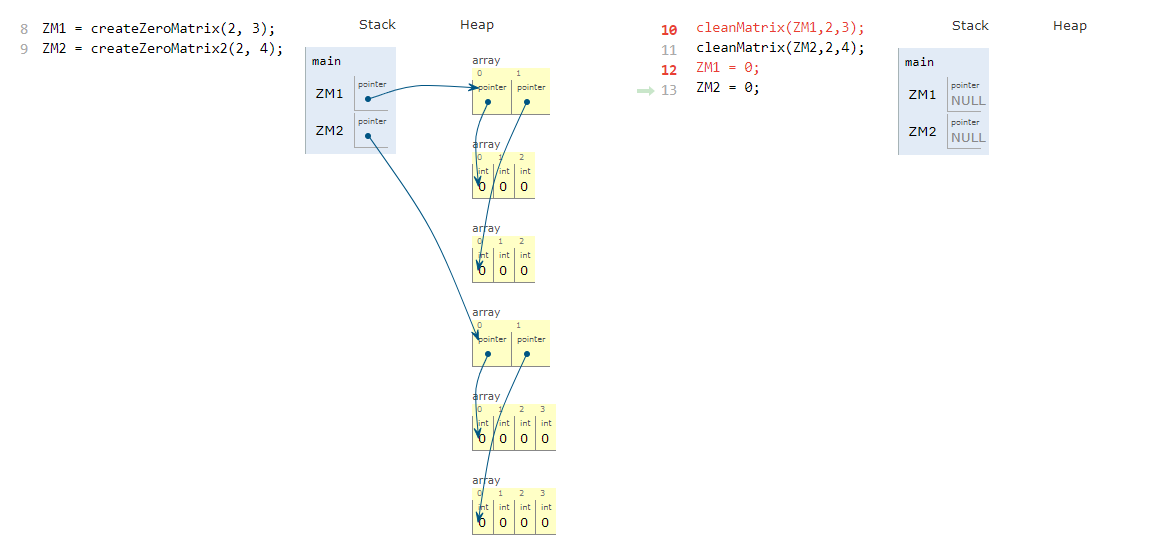 8 ZM1 = createZeroMatrix(2, 3);
9 ZM2 = createZeroMatrix2(2, 4);
Stack Heap
main
ZM1 pointer
ZM2 pointer
array
0 1
pointer pointer
array
0 1 2
int int int
0 0 0
array
0 1 2
int int int
0 0 0
array
0 1
pointer pointer
array
0 1 2 3
int int int int
0 0 0 0
array
0 1 2 3
int int int int
0 0 0 0
10 cleanMatrix(ZM1,2,3);
11 cleanMatrix(ZM2,2,4);
12 ZM1 = 0;
13 ZM2 = 0;
Stack Heap
main
pointer
ZM1 NULL
pointer
ZM2 NULL